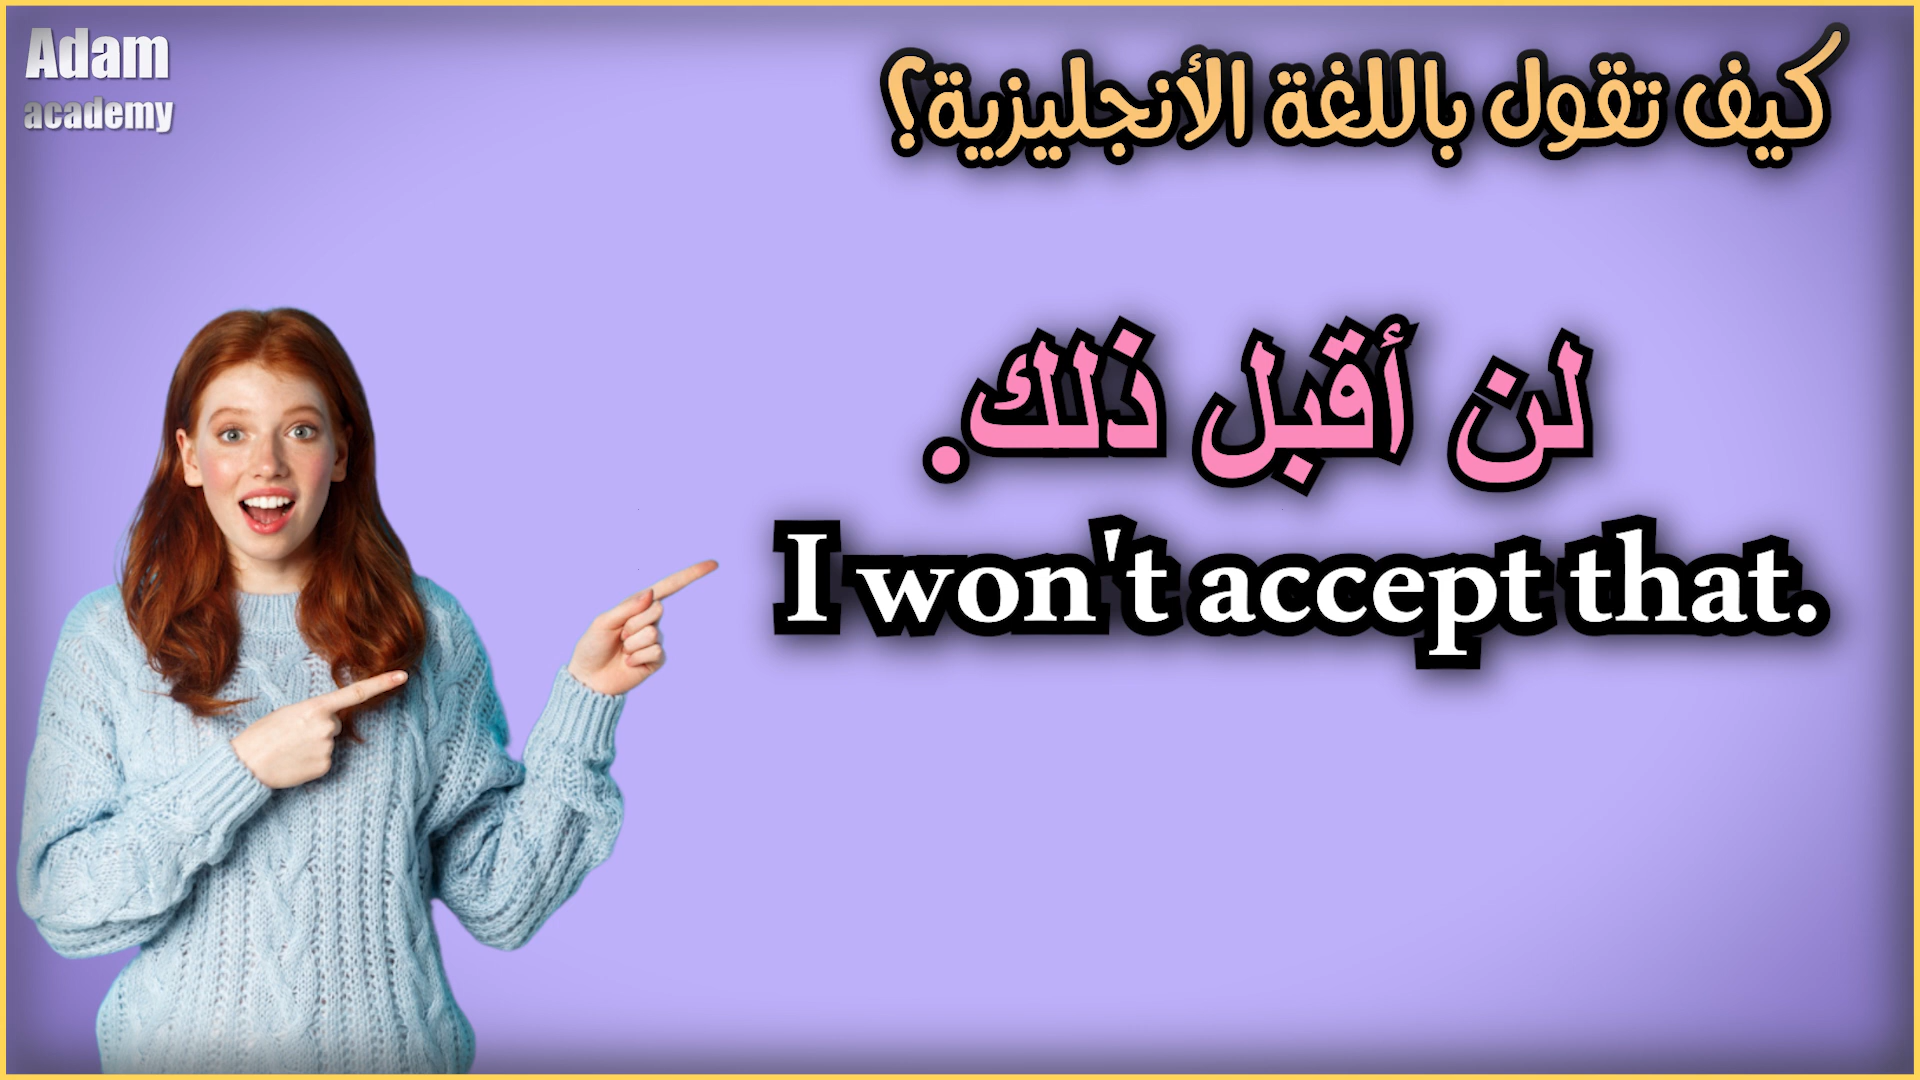 Adam
academy
كيف تقول باللغة الأنجليزية؟
لن أقبل ذلك.
I won't accept that.